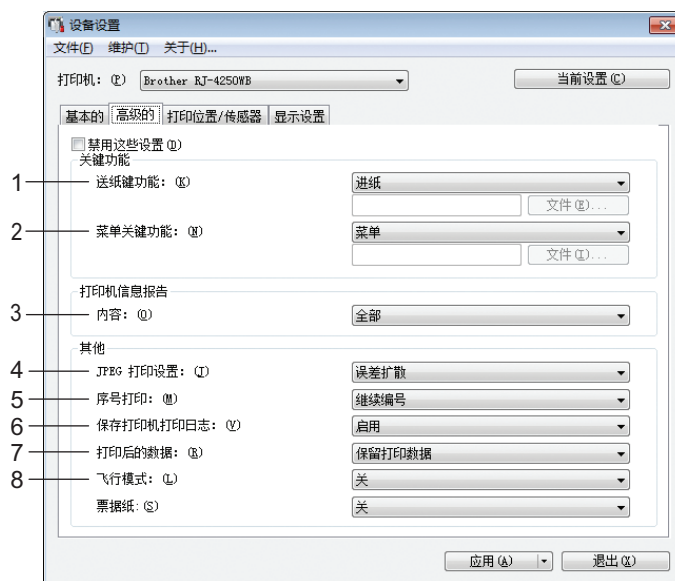 设备设置
文件(F) 维护(T) 关于(H)...
打印机: (P) Brother RJ-4250WB 当前设置(C)
基本的 高级的 打印位置/传感器 显示设置
禁用这些设置(D)
关键功能
1 送纸键功能: (K) 进纸
文件(E)...
2 菜单关键功能: (N) 菜单
文件(I)...
打印机信息报告
3 内容: (O) 全部
其他
4 JPEG 打印设置: (J) 误差扩散
5 序号打印: (M) 继续编号
6 保存打印机打印日志: (V) 启用
7 打印后的数据: (R) 保留打印数据
8 飞行模式: (L) 关
票据纸: (S) 关
应用(A) 退出(X)